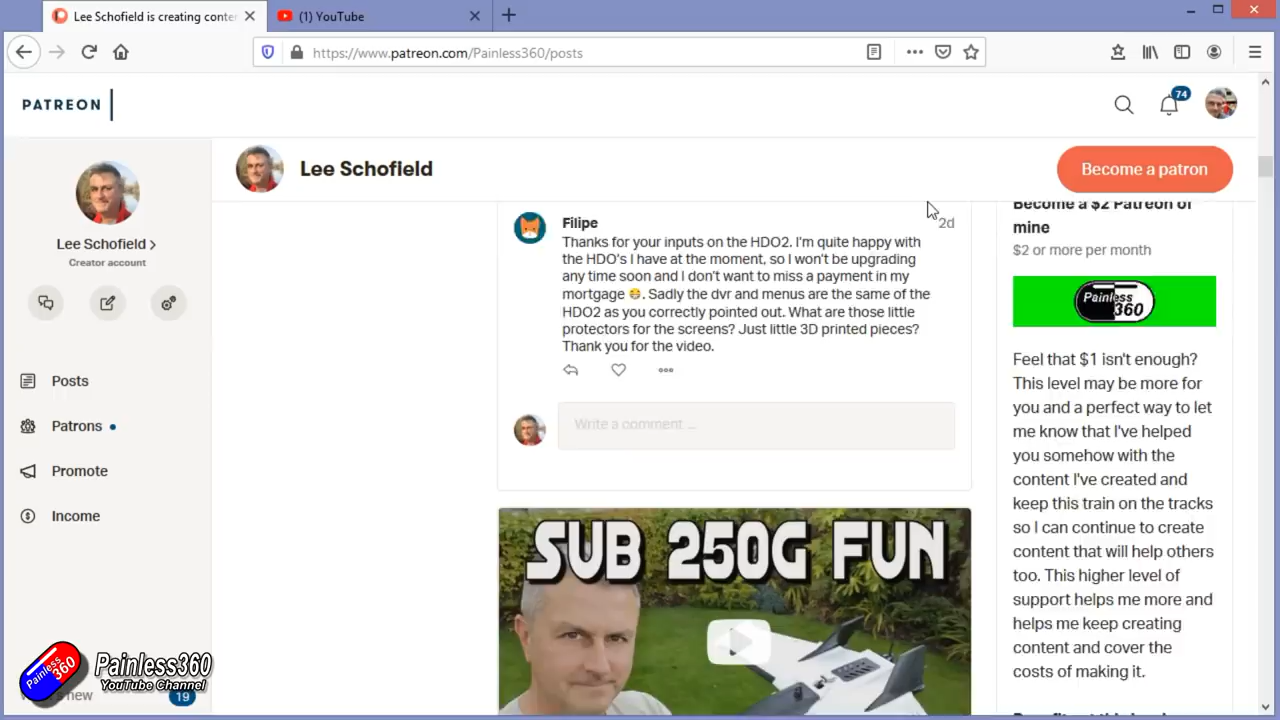 Lee Schofield is creating conte
(1) YouTube
https://www.patreon.com/Painless360/posts
PATREON
74
Lee Schofield
Creator account
Posts
Patrons
Promote
Income
new
19
Painless360
YouTube Channel
Painless
360
Lee Schofield
Become a patron
Filipe
2d
Thanks for your inputs on the HDO2. I'm quite happy with
the HDO's I have at the moment, so I won't be upgrading
any time soon and I don't want to miss a payment in my
mortgage 😷. Sadly the dvr and menus are the same of the
HDO2 as you correctly pointed out. What are those little
protectors for the screens? Just little 3D printed pieces?
Thank you for the video.
Write a comment ...
SUB 250G FUN
Become a $2 Patreon of
mine
$2 or more per month
Painless
360
Feel that $1 isn't enough?
This level may be more for
you and a perfect way to let
me know that I've helped
you somehow with the
content I've created and
keep this train on the tracks
so I can continue to create
content that will help others
too. This higher level of
support helps me more and
helps me keep creating
content and cover the
costs of making it.